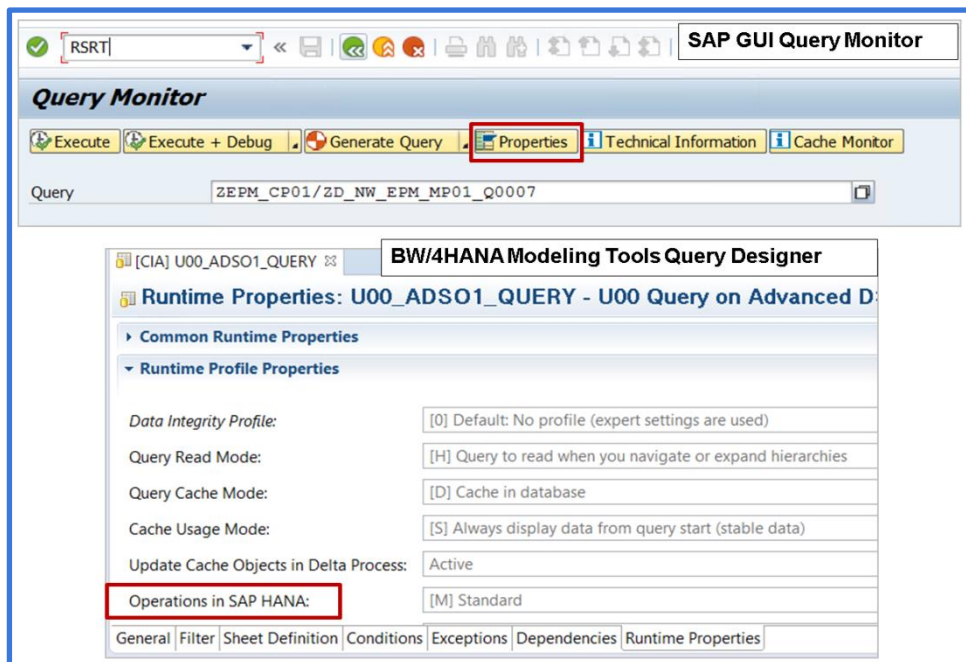 RSRT
SAP GUI Query Monitor
Query Monitor
Execute Execute + Debug Generate Query Properties Technical Information Cache Monitor
Query ZEPM_CP01/ZD_NW_EPM_MP01_Q0007
[CIA] U00_ADSO1_QUERY
BW/4HANA Modeling Tools Query Designer
Runtime Properties: U00_ADSO1_QUERY - U00 Query on Advanced D
Common Runtime Properties
Runtime Profile Properties
Data Integrity Profile: [0] Default: No profile (expert settings are used)
Query Read Mode: [H] Query to read when you navigate or expand hierarchies
Query Cache Mode: [D] Cache in database
Cache Usage Mode: [S] Always display data from query start (stable data)
Update Cache Objects in Delta Process: Active
Operations in SAP HANA: [M] Standard
General Filter Sheet Definition Conditions Exceptions Dependencies Runtime Properties